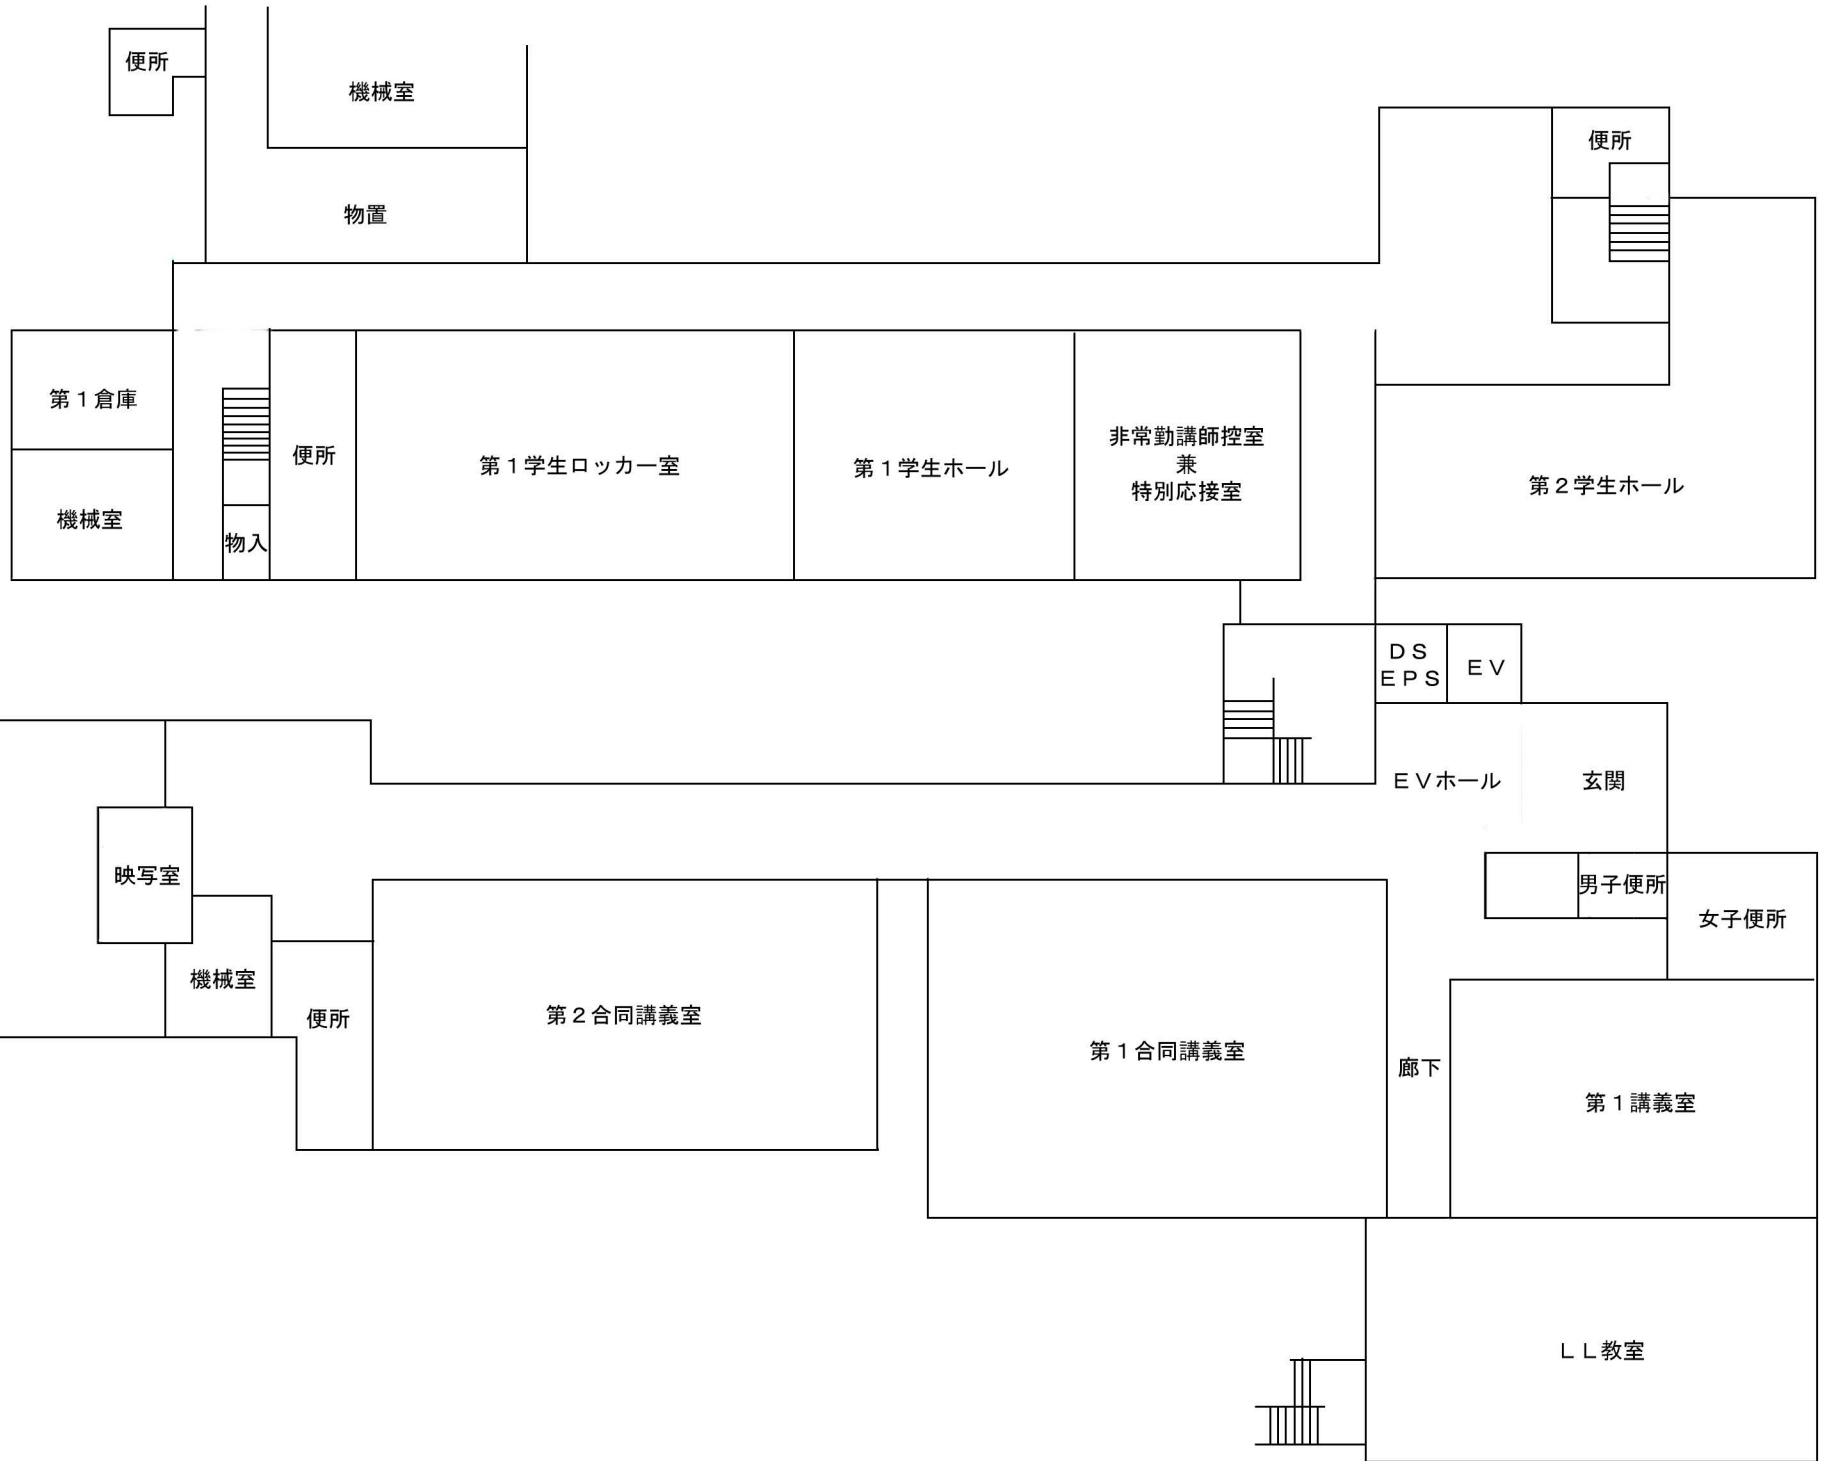 便所
機械室
便所
物置
第１倉庫
機械室
物入
便所
第１学生ロッカー室
第１学生ホール
非常勤講師控室
兼
特別応接室
第２学生ホール
ＤＳ
ＥＰＳ
ＥＶ
ＥＶホール
玄関
映写室
男子便所
女子便所
機械室
便所
第２合同講義室
第１合同講義室
廊下
第１講義室
ＬＬ教室